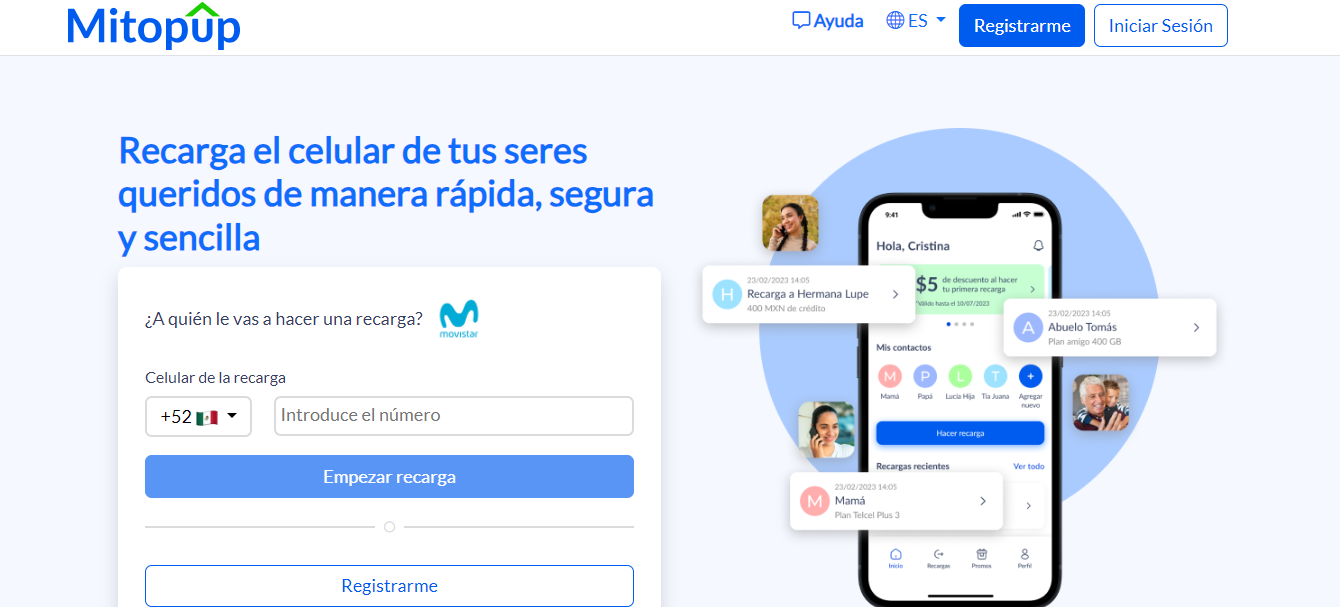 Mitopup
Ayuda
ES
Registrarme
Iniciar Sesión
Recarga el celular de tus seres
queridos de manera rápida, segura
y sencilla
¿A quién le vas a hacer una recarga?
movistar
Celular de la recarga
+52
Introduce el número
Empezar recarga
Registrarme
9:41
Hola, Cristina
$5 de descuento al hacer
tu primera recarga
*Válido hasta el 10/07/2023
H
23/02/2023 14:05
Recarga a Hermana Lupe
400 MXN de crédito
A
23/02/2023 14:05
Abuelo Tomás
Plan amigo 400 GB
Mis contactos
M P L T +
Mamá Papá Lucía Hija Tía Juana Agregar
nuevo
Hacer recarga
Recargas recientes Ver todo
M
23/02/2023 14:05
Mamá
Plan Telcel Plus 3
Inicio Recargas Promos Perfil